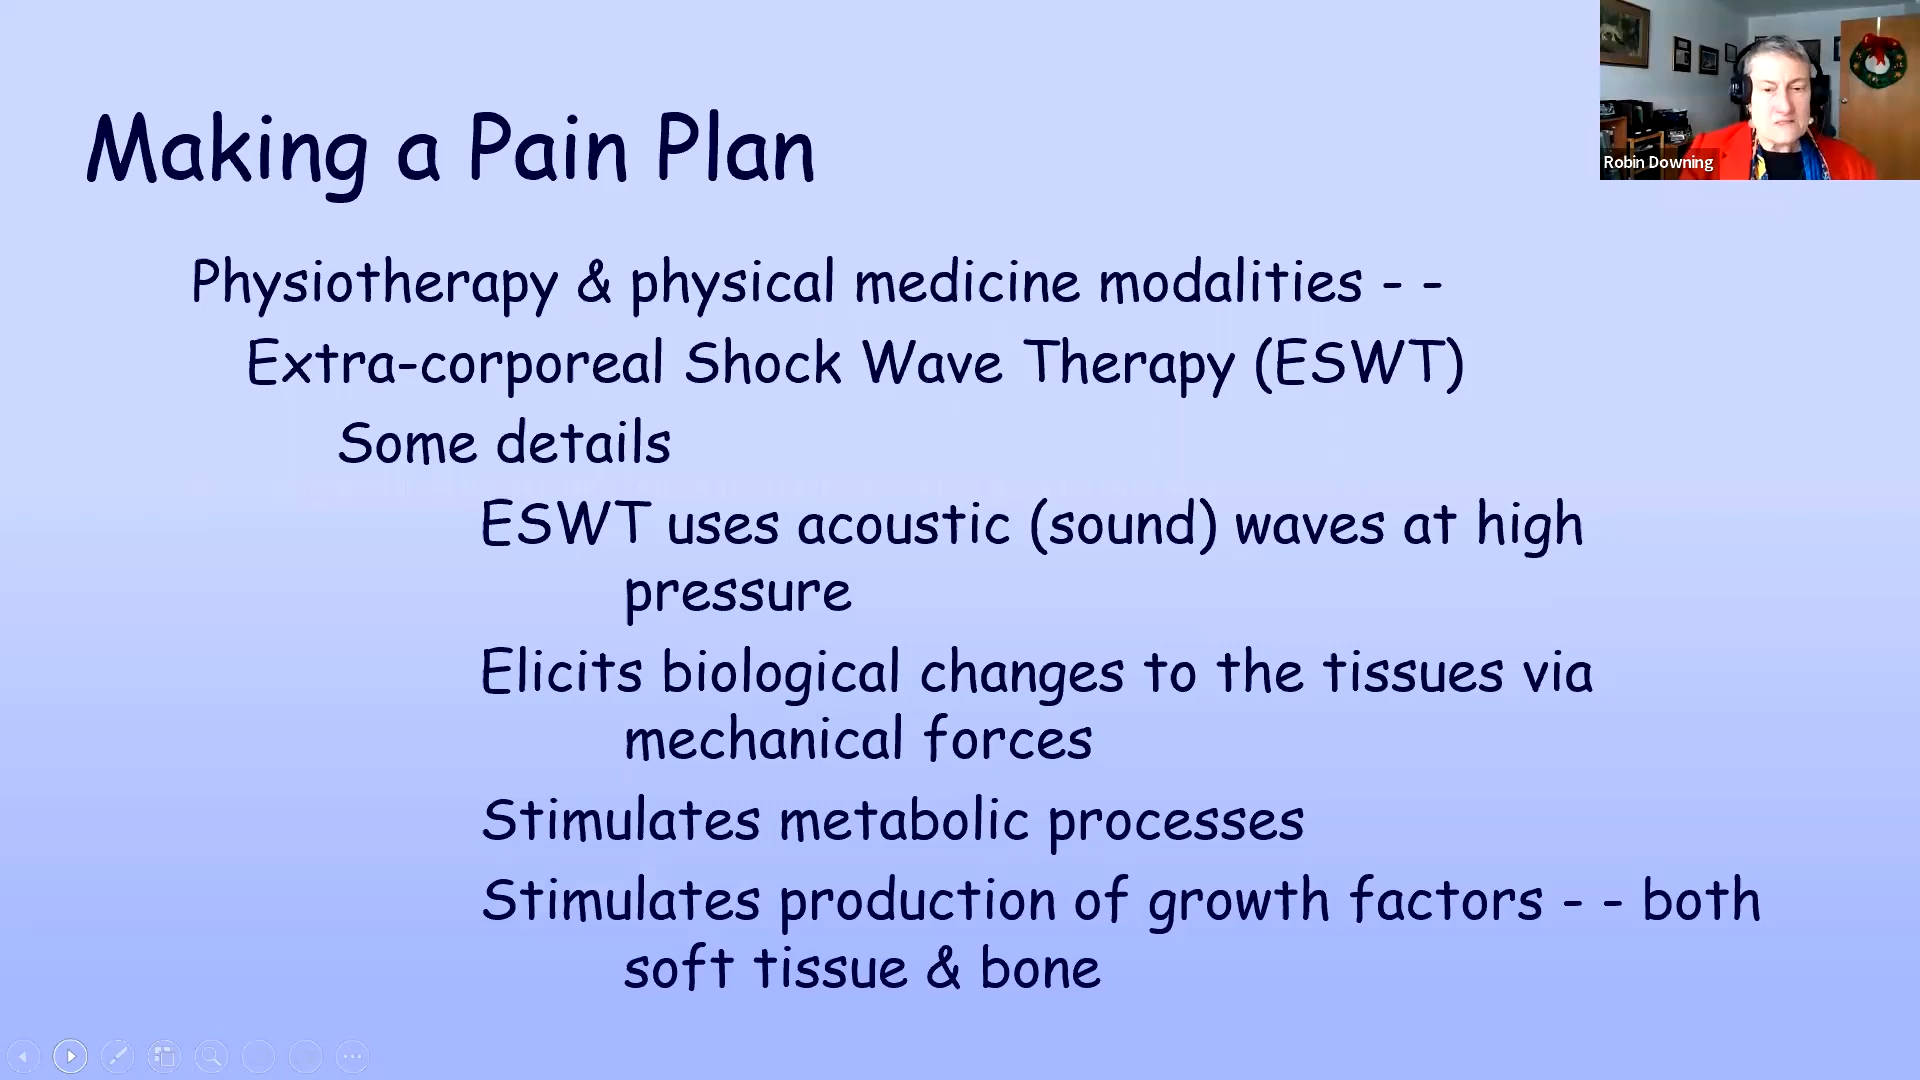 Making a Pain Plan
Robin Downing
Physiotherapy & physical medicine modalities - -
Extra-corporeal Shock Wave Therapy (ESWT)
Some details
ESWT uses acoustic (sound) waves at high
pressure
Elicits biological changes to the tissues via
mechanical forces
Stimulates metabolic processes
Stimulates production of growth factors - - both
soft tissue & bone